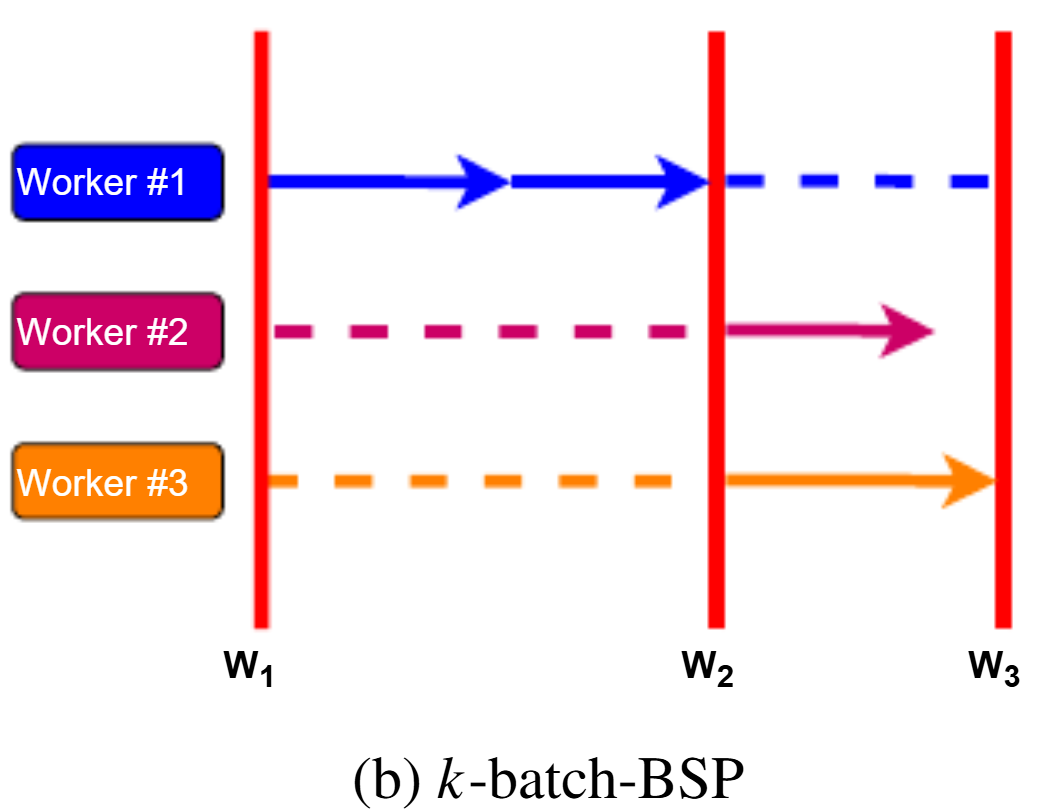 Worker #1
Worker #2
Worker #3
w₁ w₂ w₃
(b) k-batch-BSP